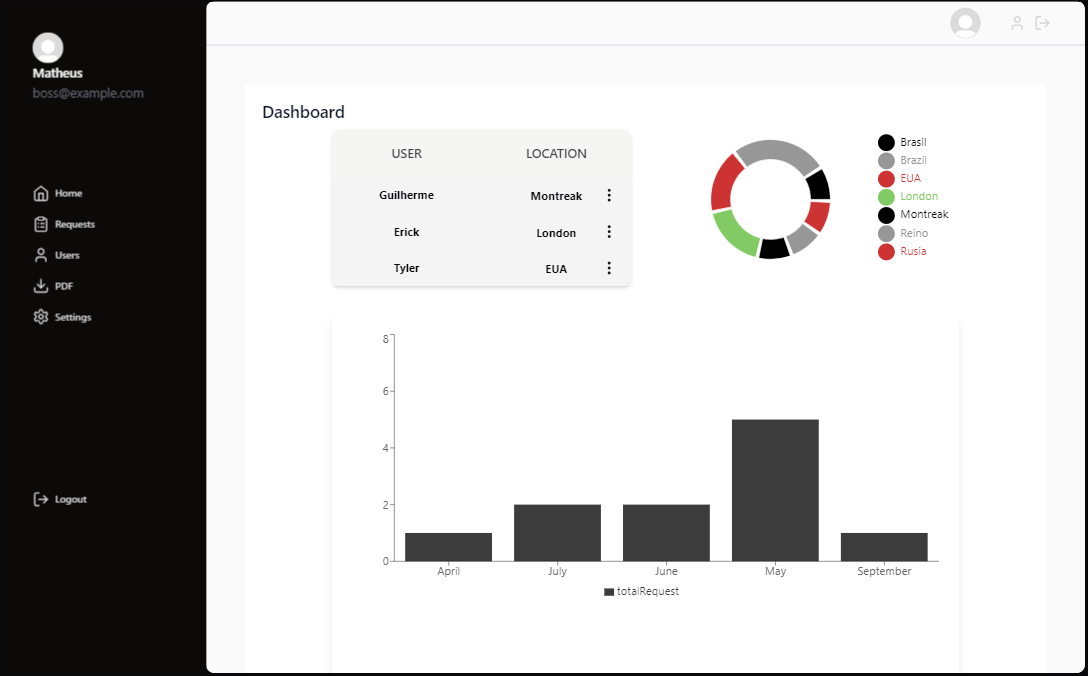 Matheus
boss@example.com
Home
Requests
Users
PDF
Settings
Logout
Dashboard
USER LOCATION
Guilherme Montreak
Erick London
Tyler EUA
Brasil
Brazil
EUA
London
Montreak
Reino
Rusia
8
6
4
2
0
April July June May September
totalRequest